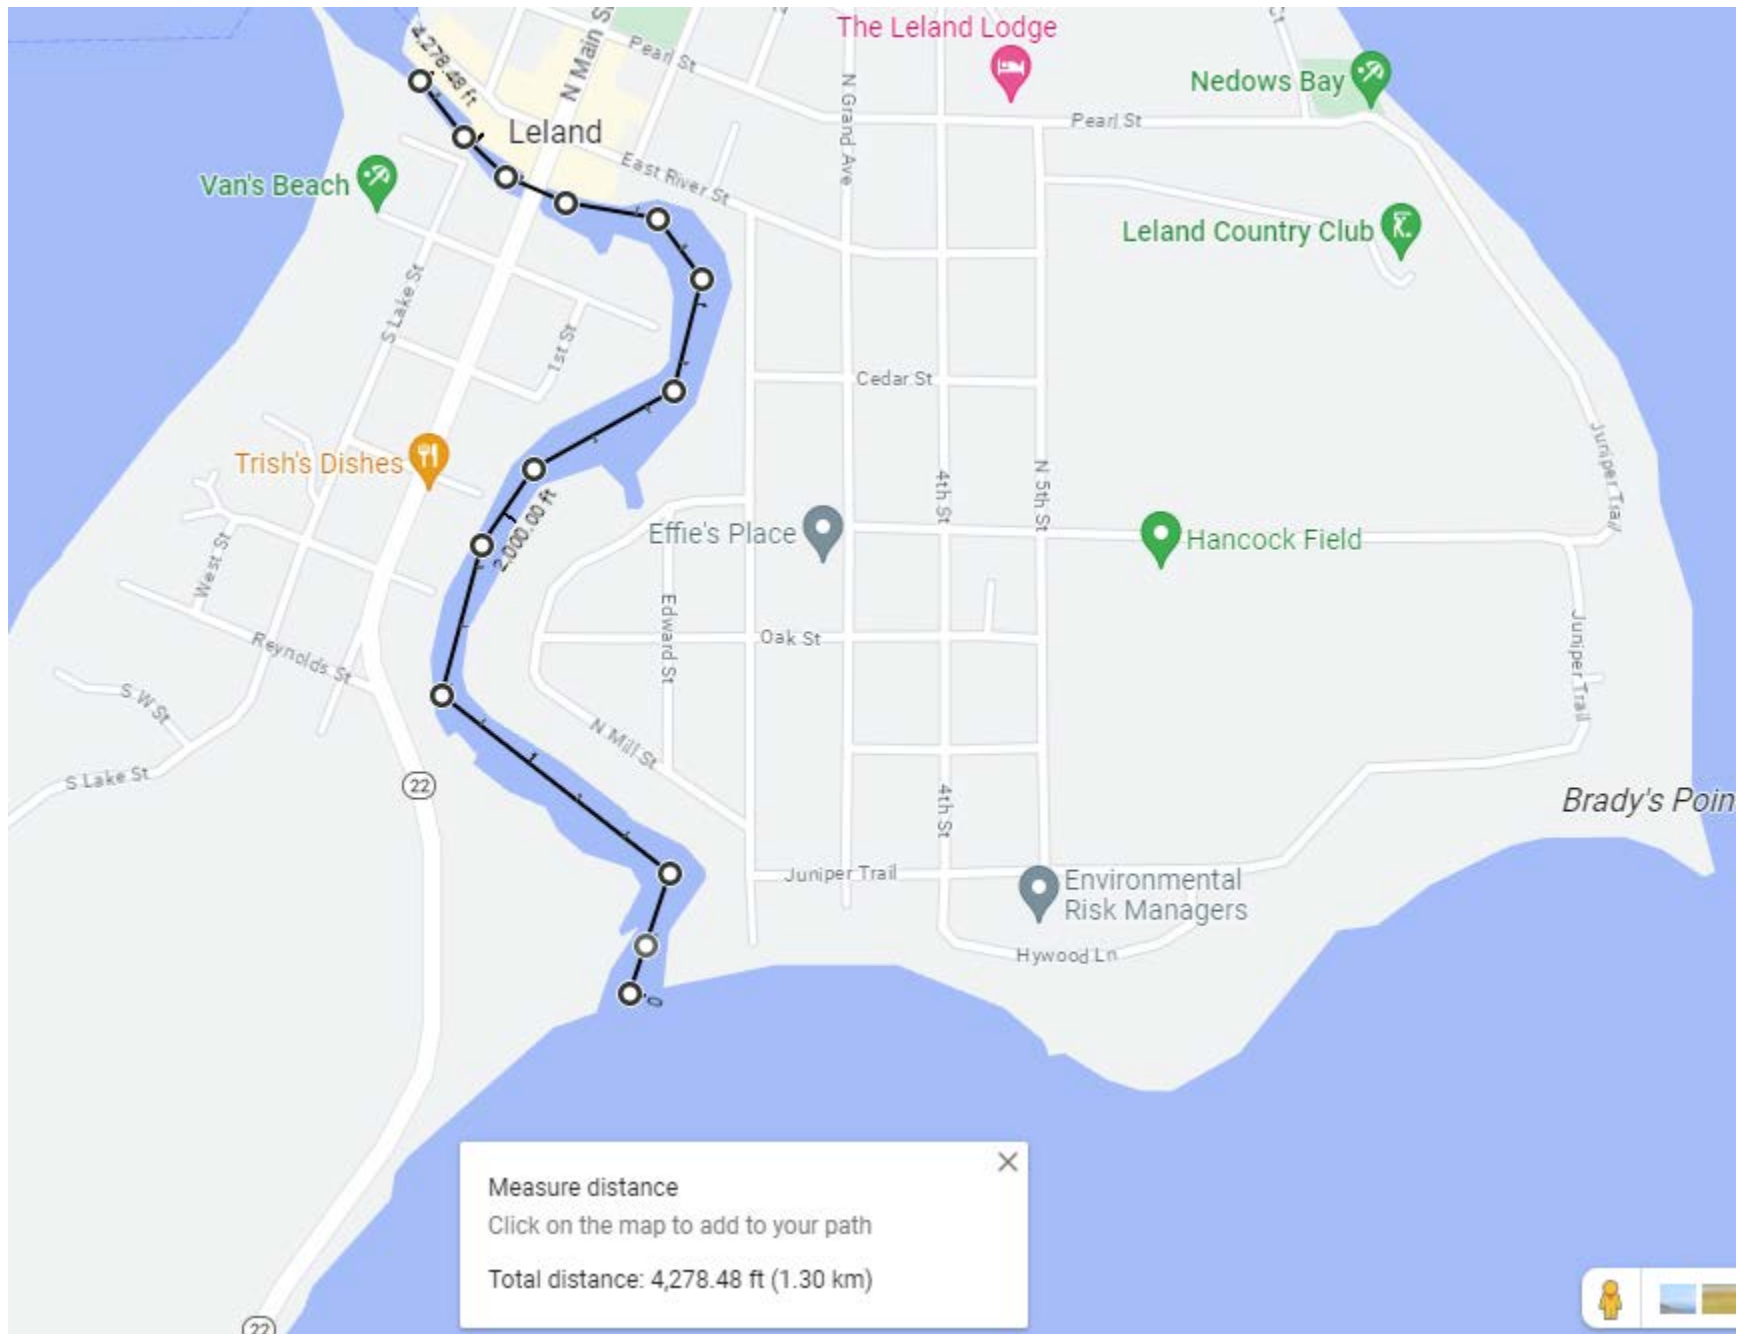 The Leland Lodge
4,278.48 ft
N Main S
Pearl St
Nedows Bay
N Grand Ave
Pearl St
Leland
East River St
Van's Beach
Leland Country Club
S Lake St
1st St
Cedar St
Juniper Trail
Trish's Dishes
4th St
N 5th St
2,000.00 ft
Effie's Place
Hancock Field
West St
Edward St
Oak St
Juniper Trail
Reynolds St
S W St
N Mill St
S Lake St
22
4th St
Brady's Poin
Juniper Trail
Environmental
Risk Managers
Hywood Ln
0
Measure distance
Click on the map to add to your path
Total distance: 4,278.48 ft (1.30 km)
22